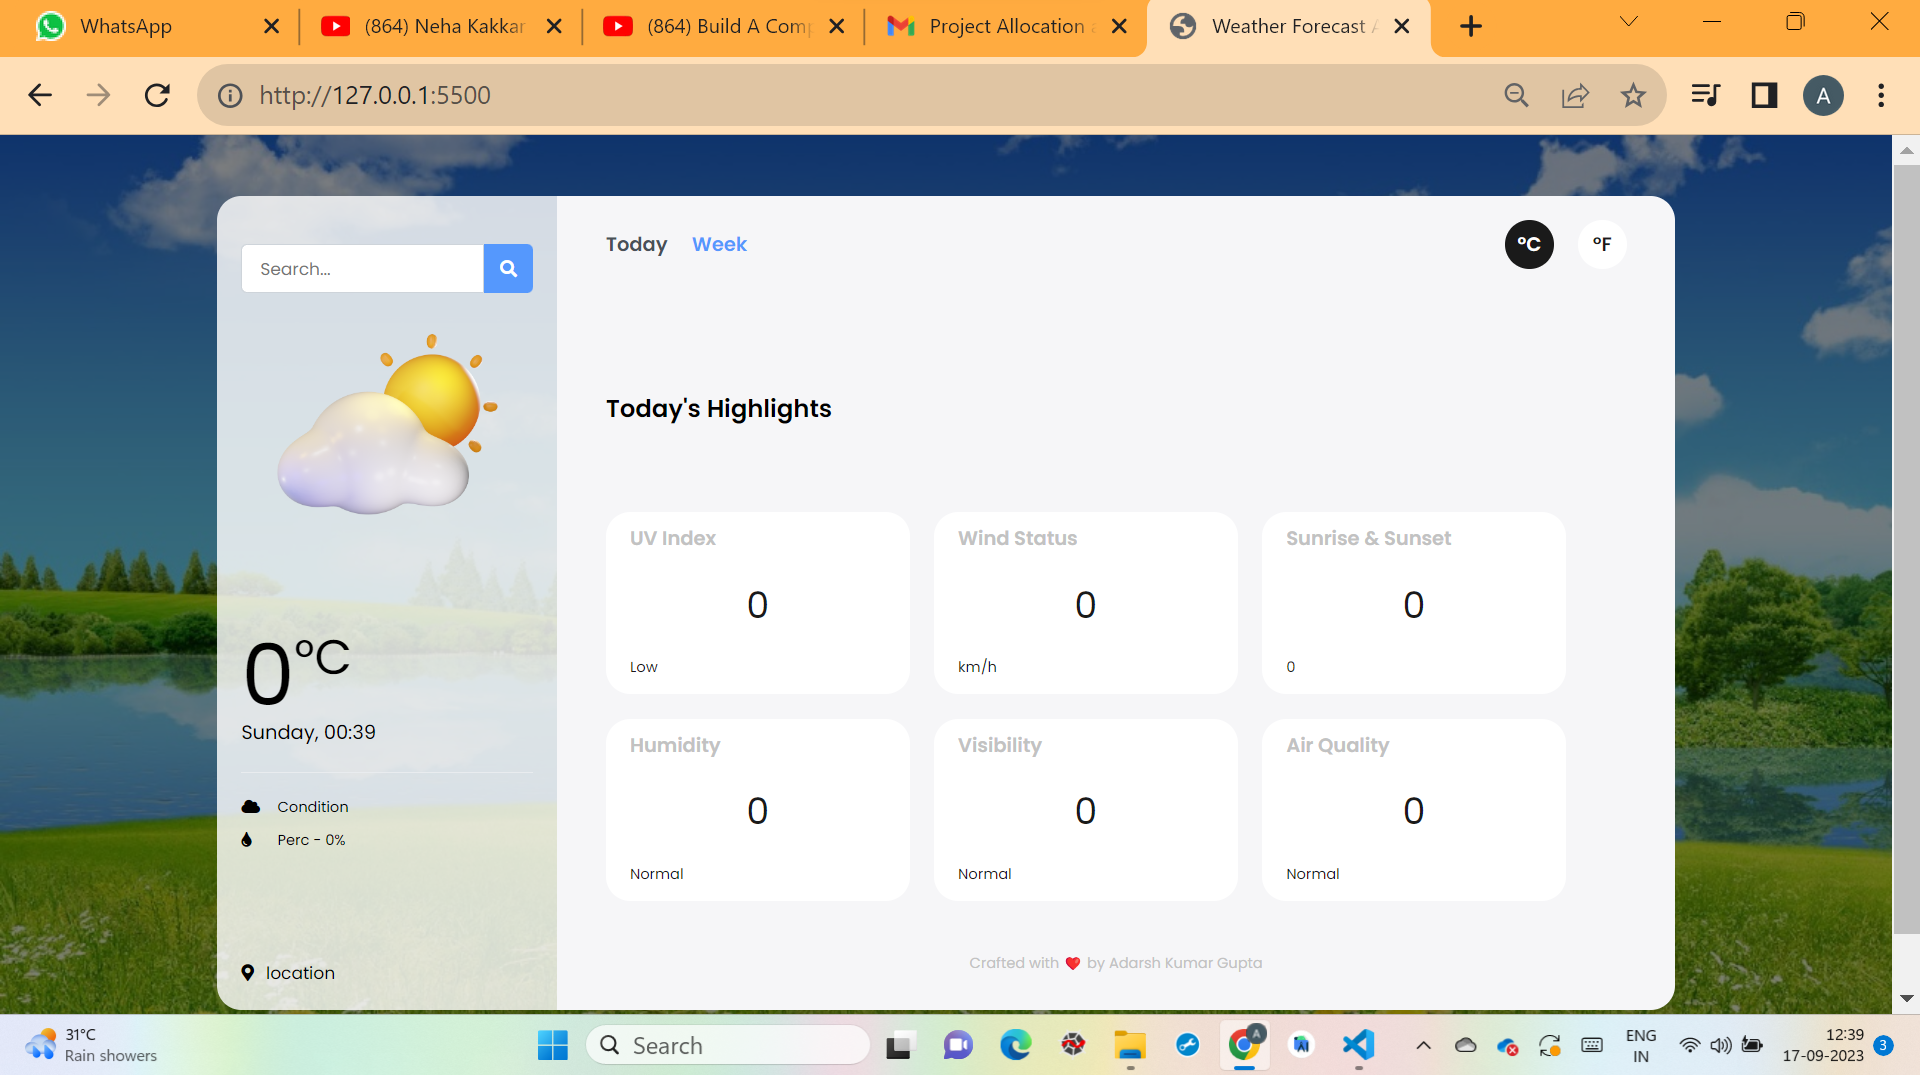 WhatsApp
(864) Neha Kakkar
(864) Build A Comp
Project Allocation a
Weather Forecast A
http://127.0.0.1:5500
A
Search...
Today Week
°C °F
Today's Highlights
0°C
Sunday, 00:39
Condition
Perc - 0%
location
UV Index
0
Low
Wind Status
0
km/h
Sunrise & Sunset
0
0
Humidity
0
Normal
Visibility
0
Normal
Air Quality
0
Normal
Crafted with ❤️ by Adarsh Kumar Gupta
31°C
Rain showers
Search
A
ENG
IN
12:39
17-09-2023
3